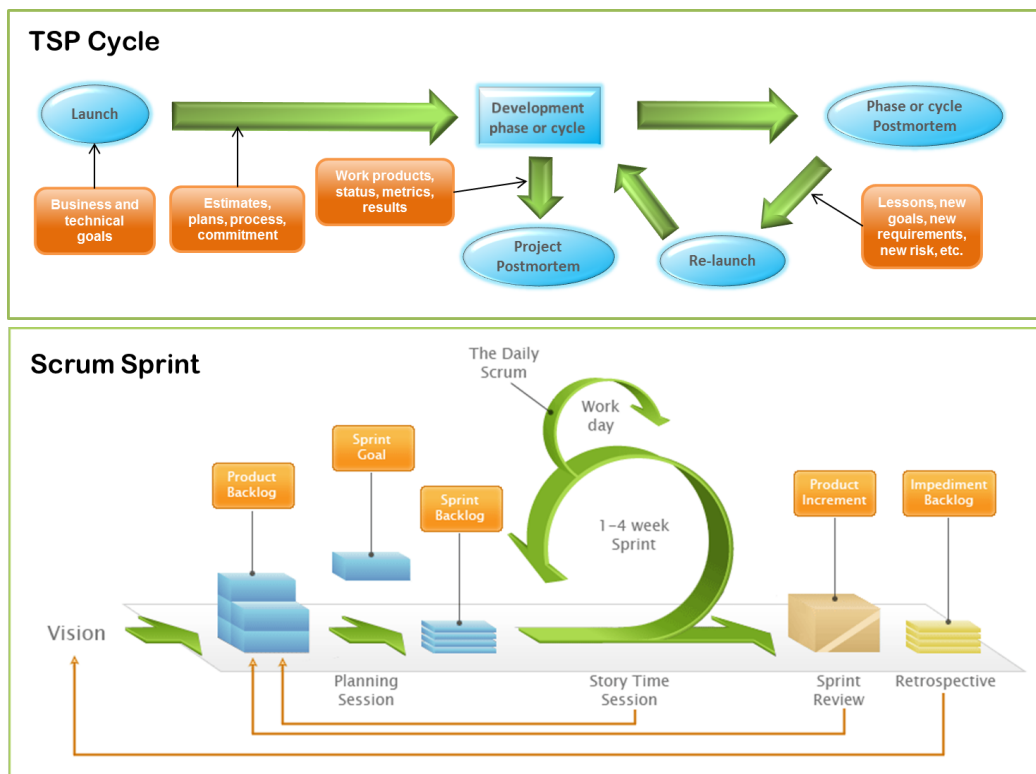 TSP Cycle
Launch
Development
phase or cycle
Phase or cycle
Postmortem
Business and
technical
goals
Estimates,
plans, process,
commitment
Work products,
status, metrics,
results
Project
Postmortem
Re-launch
Lessons, new
goals, new
requirements,
new risk, etc.
Scrum Sprint
The Daily
Scrum
Work
day
Sprint
Goal
Product
Backlog
Sprint
Backlog
1-4 week
Sprint
Product
Increment
Impediment
Backlog
Vision
Planning
Session
Story Time
Session
Sprint
Review
Retrospective